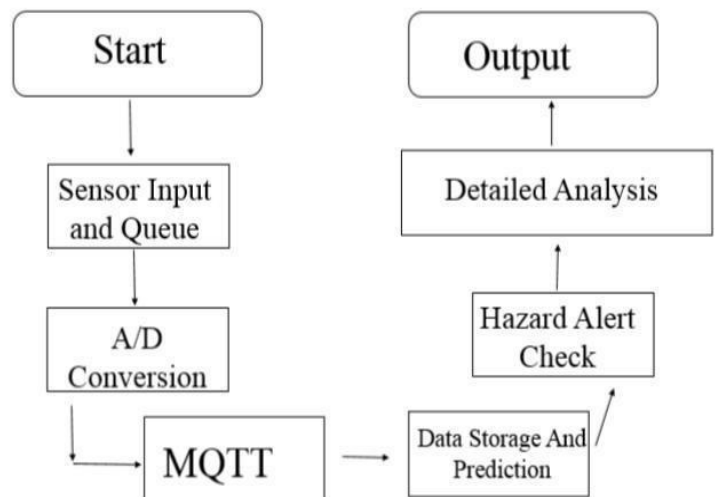 Start
Sensor Input
and Queue
A/D
Conversion
MQTT
Data Storage And
Prediction
Hazard Alert
Check
Detailed Analysis
Output